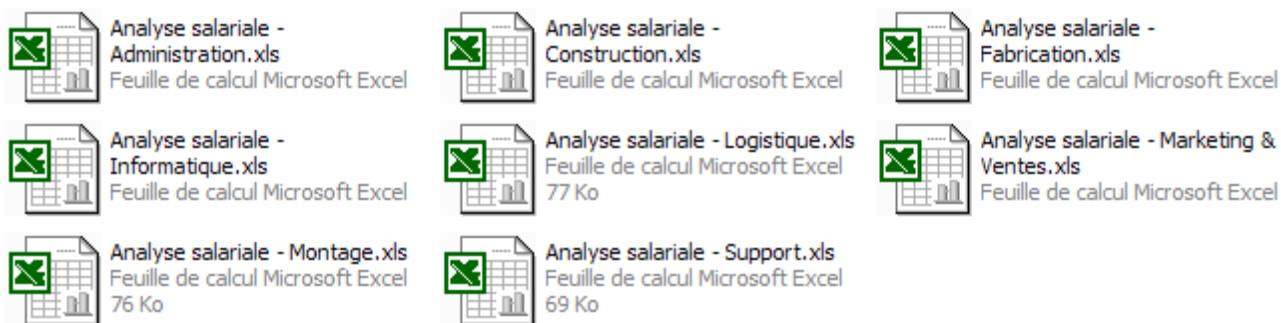 Analyse salariale -
Administration.xls
Feuille de calcul Microsoft Excel
Analyse salariale -
Construction.xls
Feuille de calcul Microsoft Excel
Analyse salariale -
Fabrication.xls
Feuille de calcul Microsoft Excel
Analyse salariale -
Informatique.xls
Feuille de calcul Microsoft Excel
Analyse salariale - Logistique.xls
Feuille de calcul Microsoft Excel
77 Ko
Analyse salariale - Marketing &
Ventes.xls
Feuille de calcul Microsoft Excel
Analyse salariale - Montage.xls
Feuille de calcul Microsoft Excel
76 Ko
Analyse salariale - Support.xls
Feuille de calcul Microsoft Excel
69 Ko